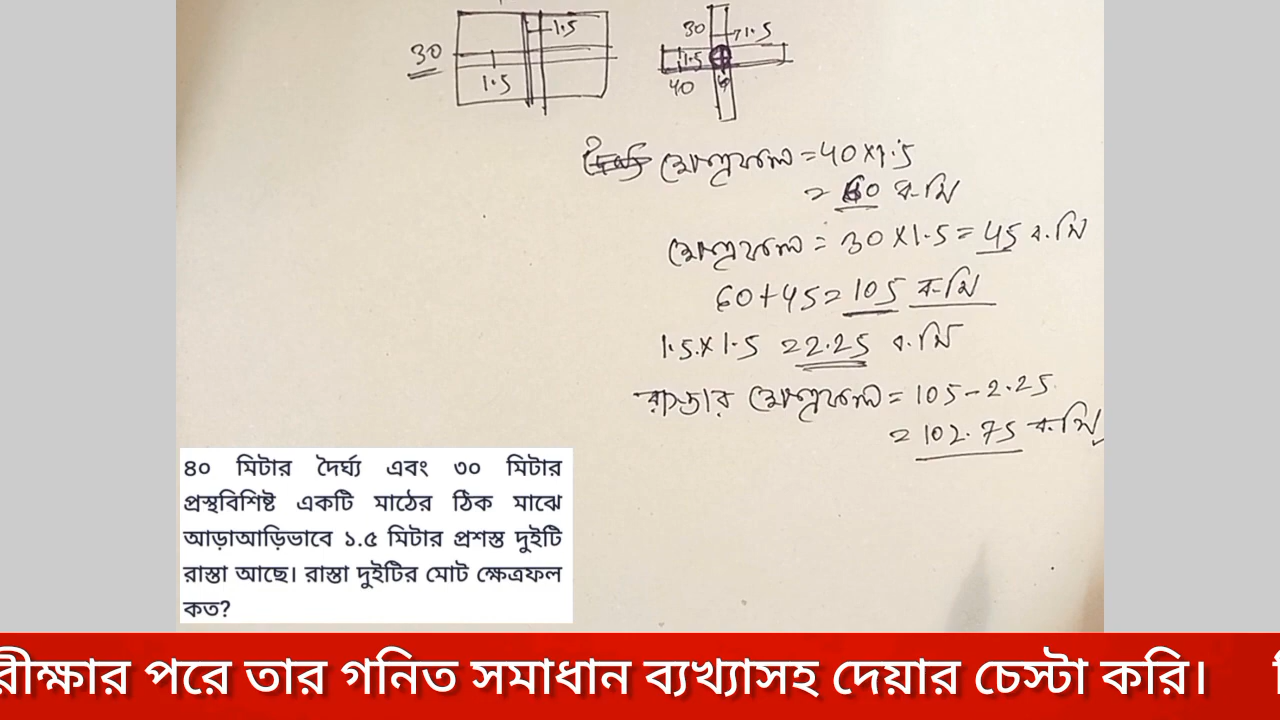 1.5
30
1.5
30
1.5
1.5
40
ক্ষেত্রফল = 40 × 1.5
= 60 ব.মি
ক্ষেত্রফল = 30 × 1.5 = 45 ব.মি
60 + 45 = 105 ব.মি
1.5 × 1.5 = 2.25 ব.মি
রাস্তার ক্ষেত্রফল = 105 - 2.25
= 102.75 ব.মি
৪০ মিটার দৈর্ঘ্য এবং ৩০ মিটার
প্রস্থবিশিষ্ট একটি মাঠের ঠিক মাঝে
আড়াআড়িভাবে ১.৫ মিটার প্রশস্ত দুইটি
রাস্তা আছে। রাস্তা দুইটির মোট ক্ষেত্রফল
কত?
রীক্ষার পরে তার গনিত সমাধান ব্যখ্যাসহ দেয়ার চেস্টা করি।